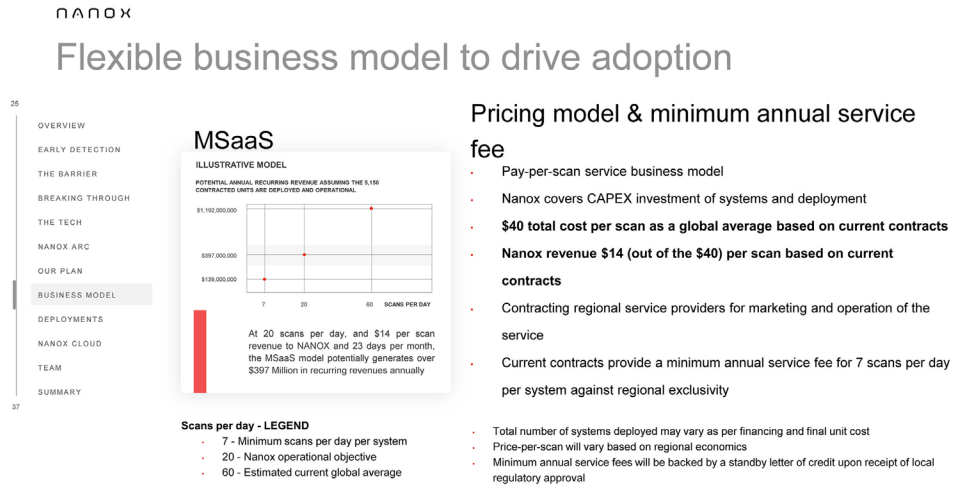 NANOX
Flexible business model to drive adoption
25
OVERVIEW
EARLY DETECTION
THE BARRIER
BREAKING THROUGH
THE TECH
NANOX ARC
OUR PLAN
BUSINESS MODEL
DEPLOYMENTS
NANOX CLOUD
TEAM
SUMMARY
37
MSaaS
ILLUSTRATIVE MODEL
POTENTIAL ANNUAL RECURRING REVENUE ASSUMING THE 5,150
CONTRACTED UNITS ARE DEPLOYED AND OPERATIONAL
$1,192,000,000
$397,000,000
$139,000,000
7 20 60 SCANS PER DAY
At 20 scans per day, and $14 per scan
revenue to NANOX and 23 days per month,
the MSaaS model potentially generates over
$397 Million in recurring revenues annually
Scans per day - LEGEND
7 - Minimum scans per day per system
20 - Nanox operational objective
60 - Estimated current global average
Pricing model & minimum annual service
fee
Pay-per-scan service business model
Nanox covers CAPEX investment of systems and deployment
$40 total cost per scan as a global average based on current contracts
Nanox revenue $14 (out of the $40) per scan based on current
contracts
Contracting regional service providers for marketing and operation of the
service
Current contracts provide a minimum annual service fee for 7 scans per day
per system against regional exclusivity
Total number of systems deployed may vary as per financing and final unit cost
Price-per-scan will vary based on regional economics
Minimum annual service fees will be backed by a standby letter of credit upon receipt of local
regulatory approval